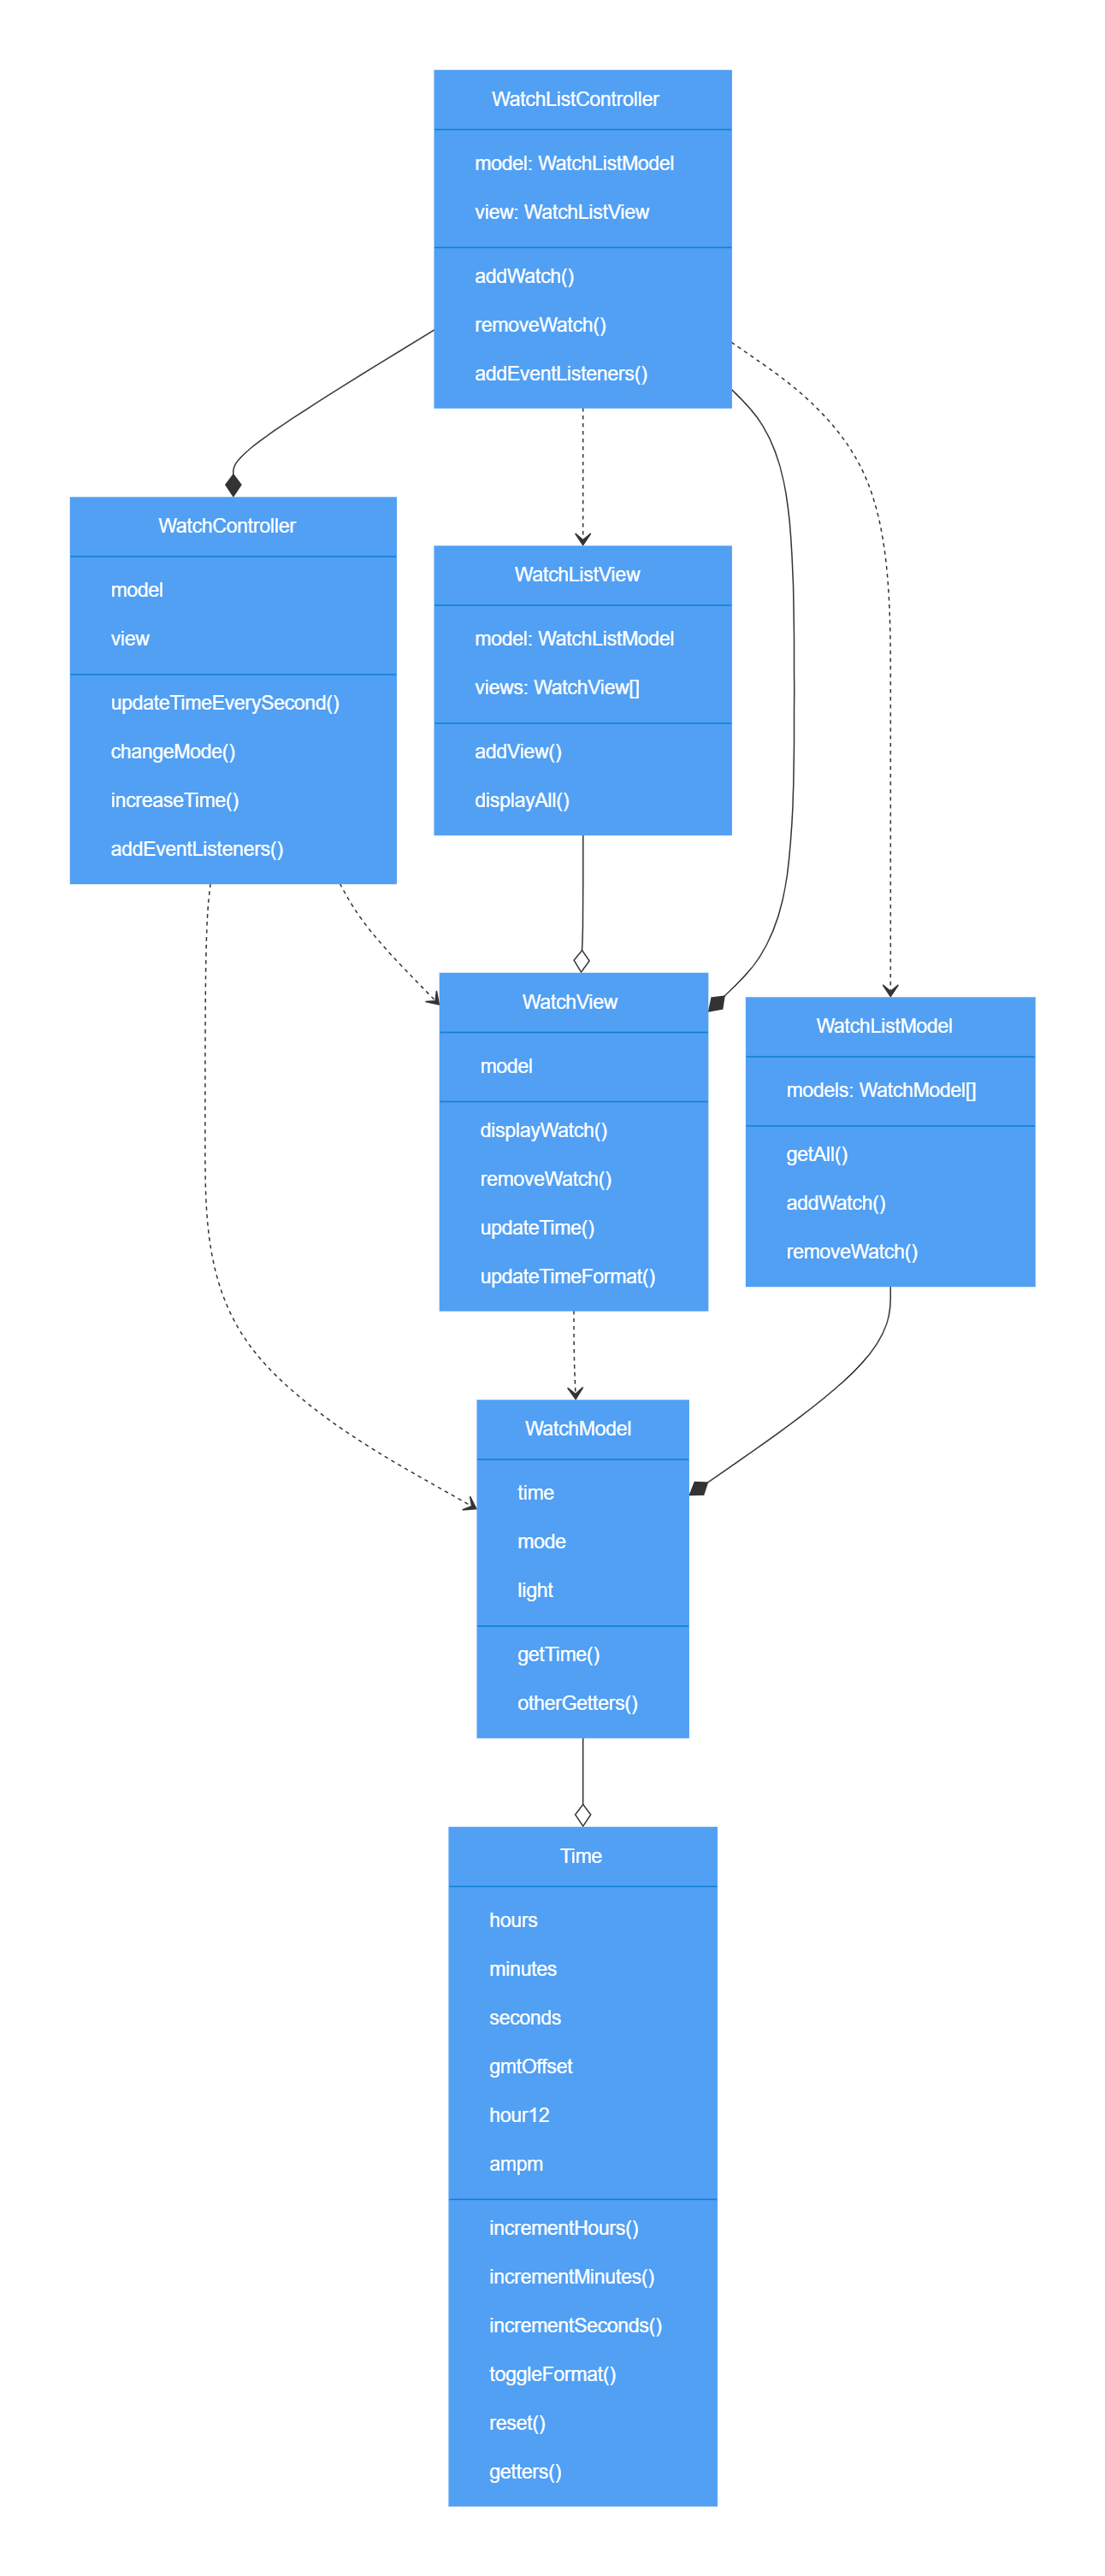 WatchListController
model: WatchListModel
view: WatchListView
addWatch()
removeWatch()
addEventListeners()
WatchController
model
view
updateTimeEverySecond()
changeMode()
increaseTime()
addEventListeners()
WatchListView
model: WatchListModel
views: WatchView[]
addView()
displayAll()
WatchView
model
displayWatch()
removeWatch()
updateTime()
updateTimeFormat()
WatchListModel
models: WatchModel[]
getAll()
addWatch()
removeWatch()
WatchModel
time
mode
light
getTime()
otherGetters()
Time
hours
minutes
seconds
gmtOffset
hour12
ampm
incrementHours()
incrementMinutes()
incrementSeconds()
toggleFormat()
reset()
getters()